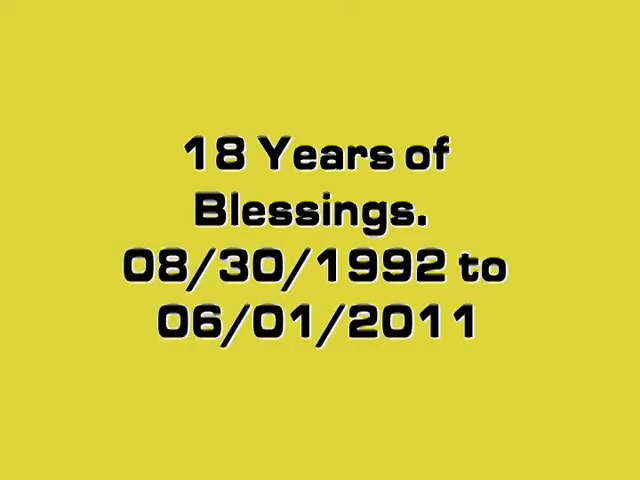 18 Years of
Blessings.
08/30/1992 to
06/01/2011